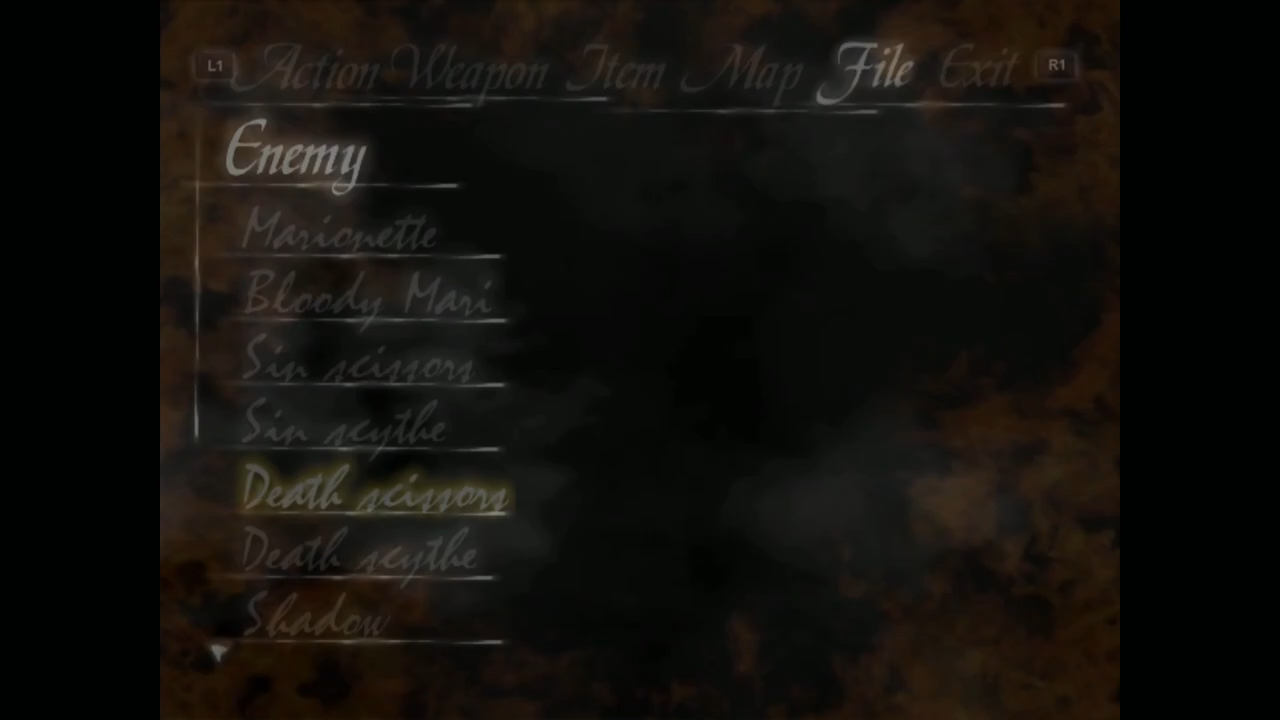 L1 Action Weapon Item Map File Exit R1
Enemy
Marionette
Bloody Mari
Sin scissors
Sin scythe
Death scissors
Death scythe
Shadow